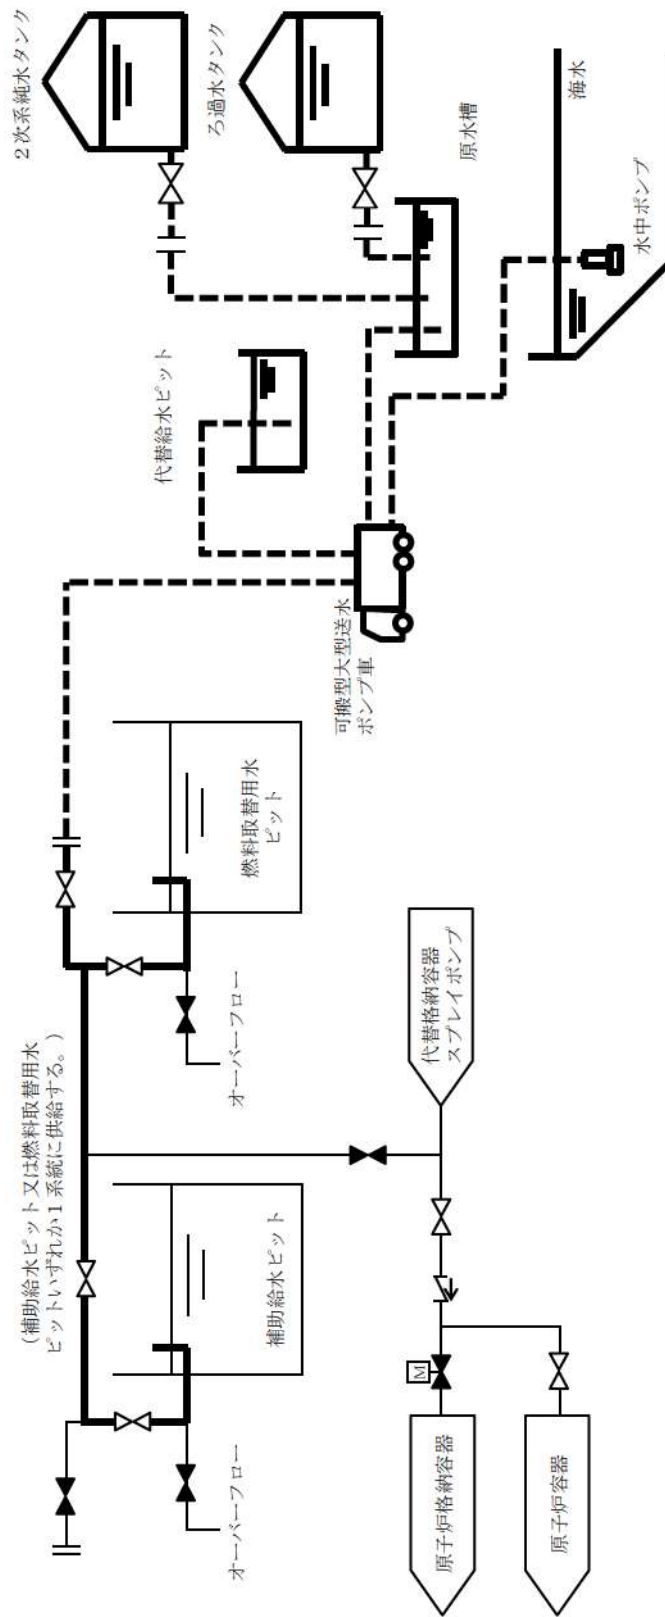 (補助給水ピット又は燃料取替用水
ピットいずれか1系統に供給する。)
オーバーフロー
補助給水ピット
オーバーフロー
燃料取替用水
ピット
M
原子炉格納容器
原子炉容器
代替格納容器
スプレイポンプ
可搬型大型送水
ポンプ車
代替給水ピット
2次系純水タンク
ろ過水タンク
原水槽
海水
水中ポンプ